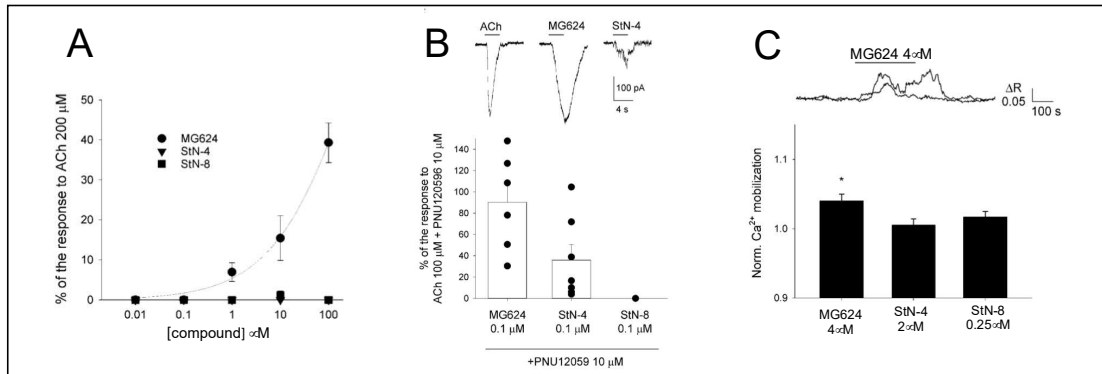 A
% of the response to ACh 200 μM
50
40
30
20
10
0
MG624
StN-4
StN-8
0.01
0.1
1
10
100
[compound] ∝M
B
ACh
MG624
StN-4
100 pA
4 s
% of the response to
ACh 100 μM + PNU120596 10 μM
140
120
100
80
60
40
20
0
MG624
0.1 μM
StN-4
0.1 μM
StN-8
0.1 μM
+PNU12059 10 μM
C
MG624 4∝M
ΔR
0.05
100 s
Norm. Ca²⁺ mobilization
1.1
1.0
0.9
*
MG624
4∝M
StN-4
2∝M
StN-8
0.25∝M